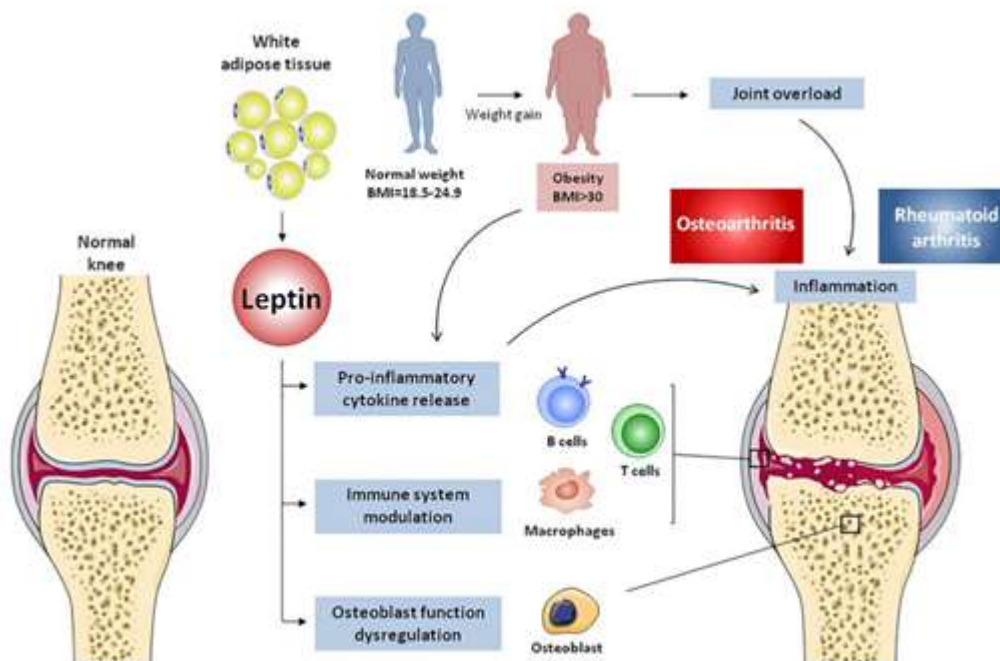 White
adipose tissue
Weight gain
Joint overload
Normal weight
BMI=18.5-24.9
Obesity
BMI>30
Osteoarthritis
Rheumatoid
arthritis
Normal
knee
Leptin
Inflammation
Pro-inflammatory
cytokine release
B cells
T cells
Immune system
modulation
Macrophages
Osteoblast function
dysregulation
Osteoblast